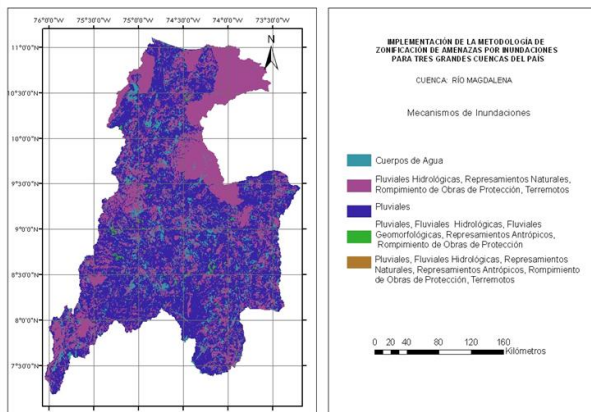 76°0'0"W 75°30'0"W 75°0'0"W 74°30'0"W 74°0'0"W 73°30'0"W
N
11°0'0"N
10°30'0"N
10°0'0"N
9°30'0"N
9°0'0"N
8°30'0"N
8°0'0"N
7°30'0"N
IMPLEMENTACIÓN DE LA METODOLOGÍA DE
ZONIFICACIÓN DE AMENAZAS POR INUNDACIONES
PARA TRES GRANDES CUENCAS DEL PAÍS
CUENCA: RÍO MAGDALENA
Mecanismos de Inundaciones
Cuerpos de Agua
Fluviales Hidrológicas, Represamientos Naturales,
Rompimiento de Obras de Protección, Terremotos
Pluviales
Pluviales, Fluviales Hidrológicas, Fluviales
Geomorfológicas, Represamientos Antrópicos,
Rompimiento de Obras de Protección
Pluviales, Fluviales Hidrológicas, Represamientos
Naturales, Represamientos Antrópicos, Rompimiento
de Obras de Protección, Terremotos
0 20 40 80 120 160
Kilómetros